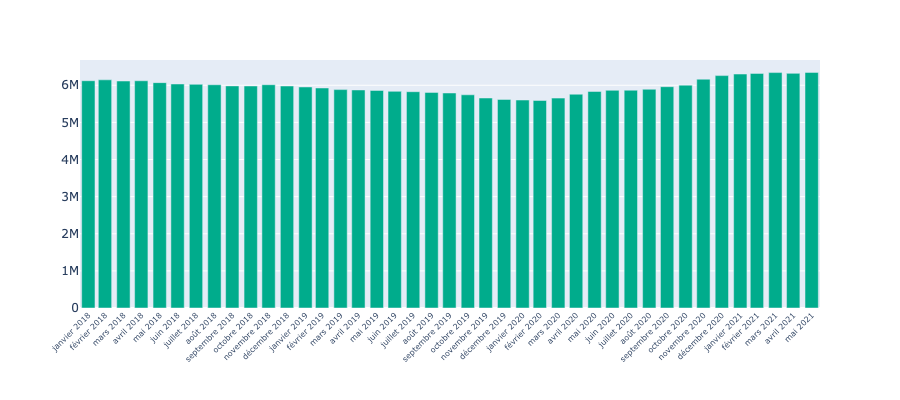 6M
5M
4M
3M
2M
1M
0
janvier 2018
février 2018
mars 2018
avril 2018
mai 2018
juin 2018
juillet 2018
août 2018
septembre 2018
octobre 2018
novembre 2018
décembre 2018
janvier 2019
février 2019
mars 2019
avril 2019
mai 2019
juin 2019
juillet 2019
août 2019
septembre 2019
octobre 2019
novembre 2019
décembre 2019
janvier 2020
février 2020
mars 2020
avril 2020
mai 2020
juin 2020
juillet 2020
août 2020
septembre 2020
octobre 2020
novembre 2020
décembre 2020
janvier 2021
février 2021
mars 2021
avril 2021
mai 2021